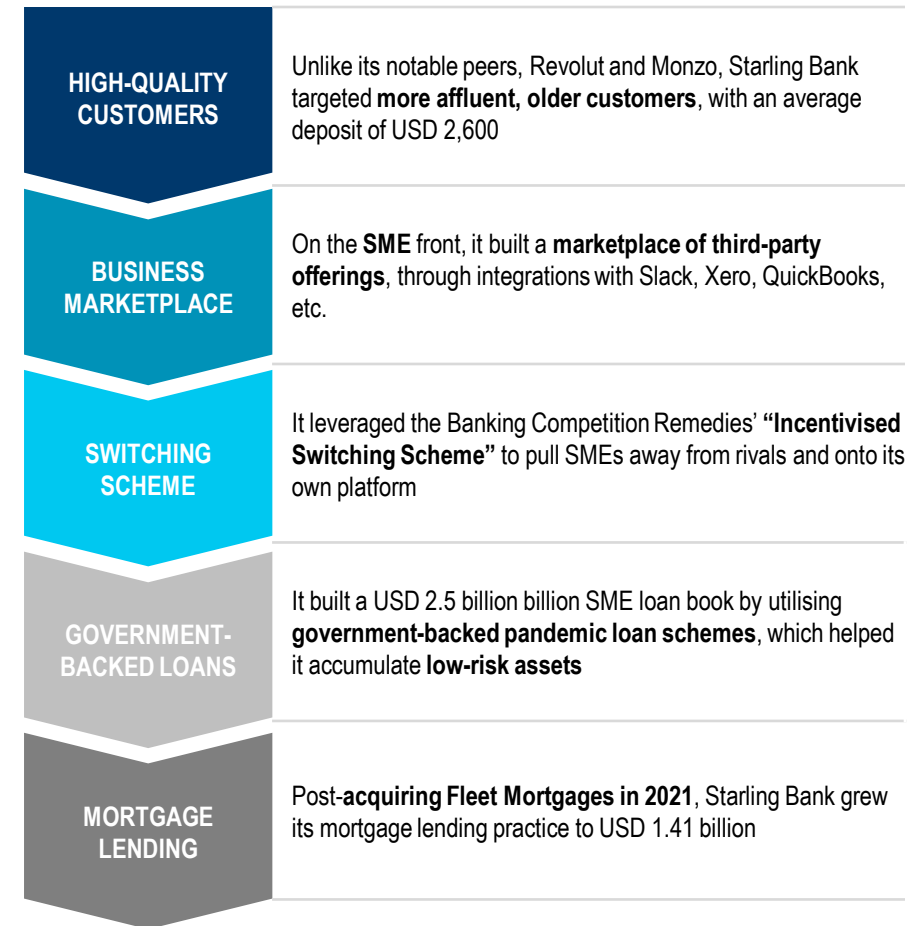 HIGH-QUALITY
CUSTOMERS
Unlike its notable peers, Revolut and Monzo, Starling Bank
targeted more affluent, older customers, with an average
deposit of USD 2,600
BUSINESS
MARKETPLACE
On the SME front, it built a marketplace of third-party
offerings, through integrations with Slack, Xero, QuickBooks,
etc.
SWITCHING
SCHEME
It leveraged the Banking Competition Remedies’ “Incentivised
Switching Scheme” to pull SMEs away from rivals and onto its
own platform
GOVERNMENT-
BACKED LOANS
It built a USD 2.5 billion billion SME loan book by utilising
government-backed pandemic loan schemes, which helped
it accumulate low-risk assets
MORTGAGE
LENDING
Post-acquiring Fleet Mortgages in 2021, Starling Bank grew
its mortgage lending practice to USD 1.41 billion